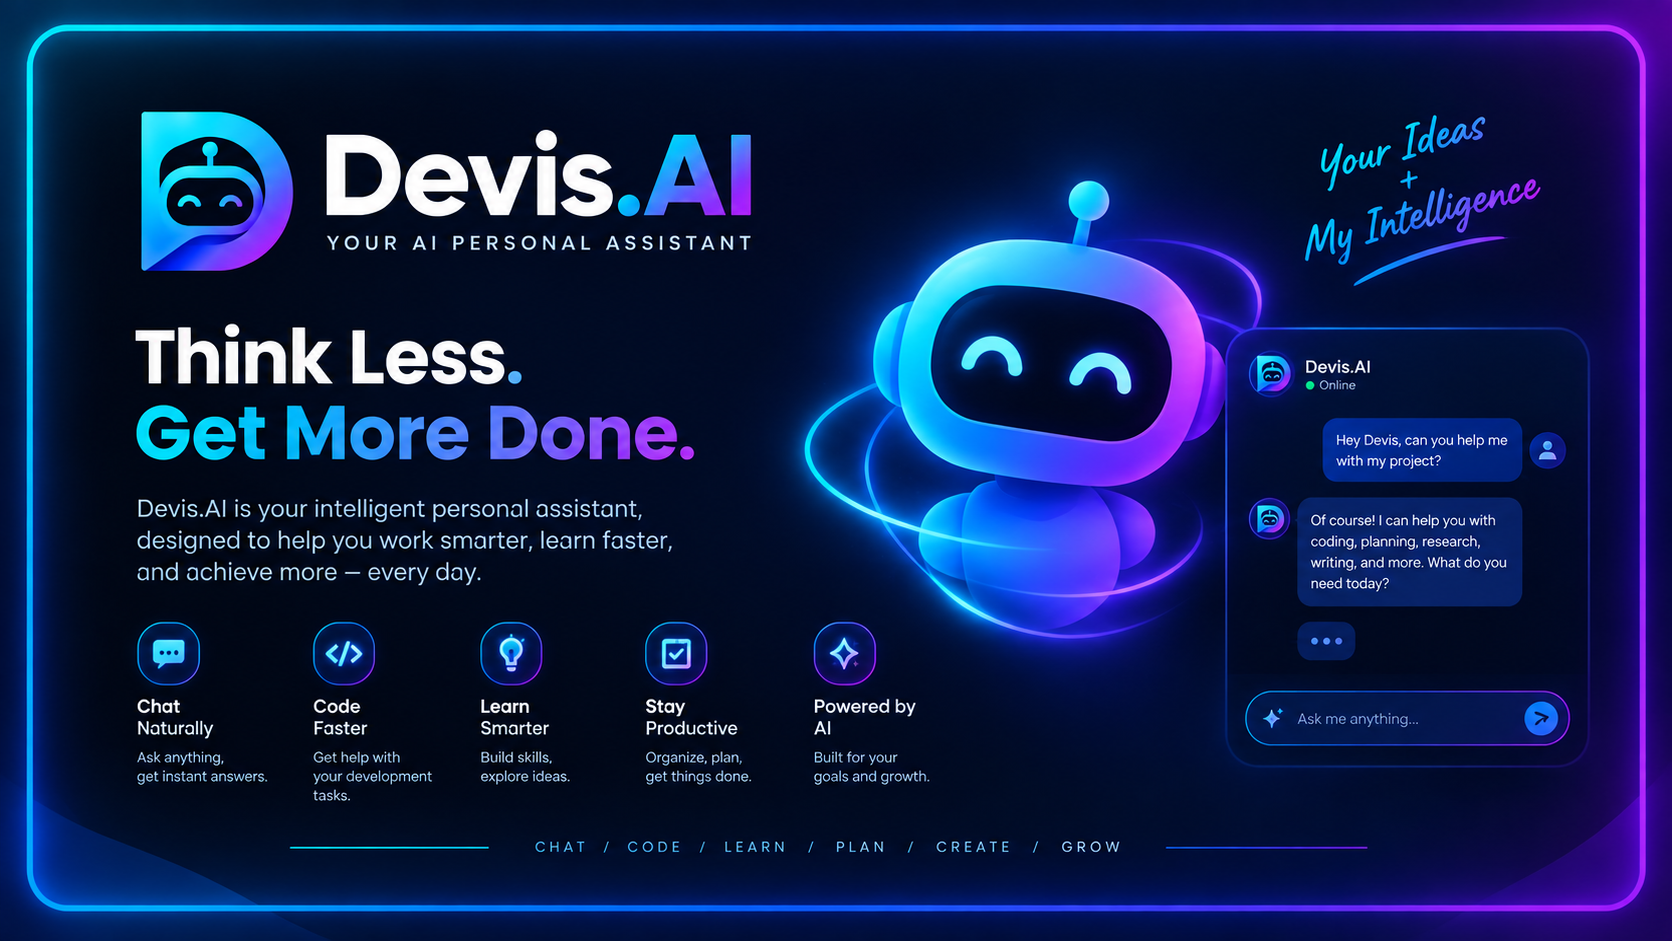 Devis.AI
YOUR AI PERSONAL ASSISTANT
Think Less.
Get More Done.
Devis.AI is your intelligent personal assistant,
designed to help you work smarter, learn faster,
and achieve more — every day.
Chat
Naturally
Ask anything,
get instant answers.
Code
Faster
Get help with
your development
tasks.
Learn
Smarter
Build skills,
explore ideas.
Stay
Productive
Organize, plan,
get things done.
Powered by
AI
Built for your
goals and growth.
Your Ideas
+
My Intelligence
Devis.AI
Online
Hey Devis, can you help me
with my project?
Of course! I can help you with
coding, planning, research,
writing, and more. What do you
need today?
Ask me anything...
CHAT / CODE / LEARN / PLAN / CREATE / GROW